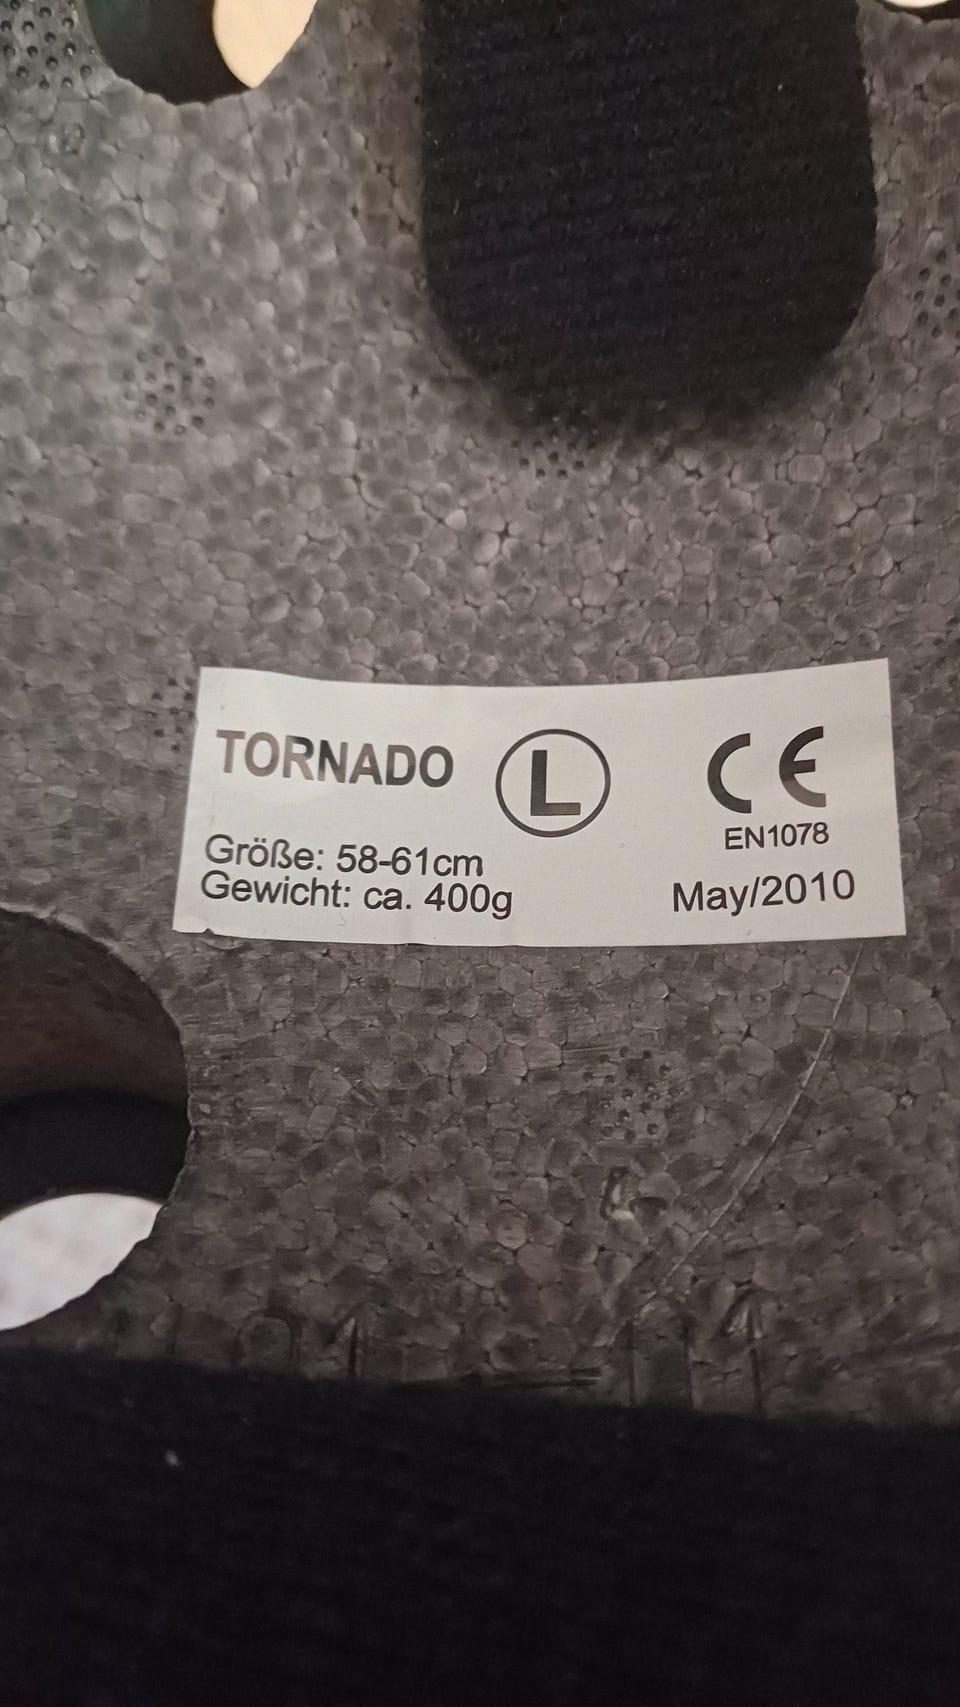 TORNADO L CE
EN1078
Größe: 58-61cm
Gewicht: ca. 400g
May/2010